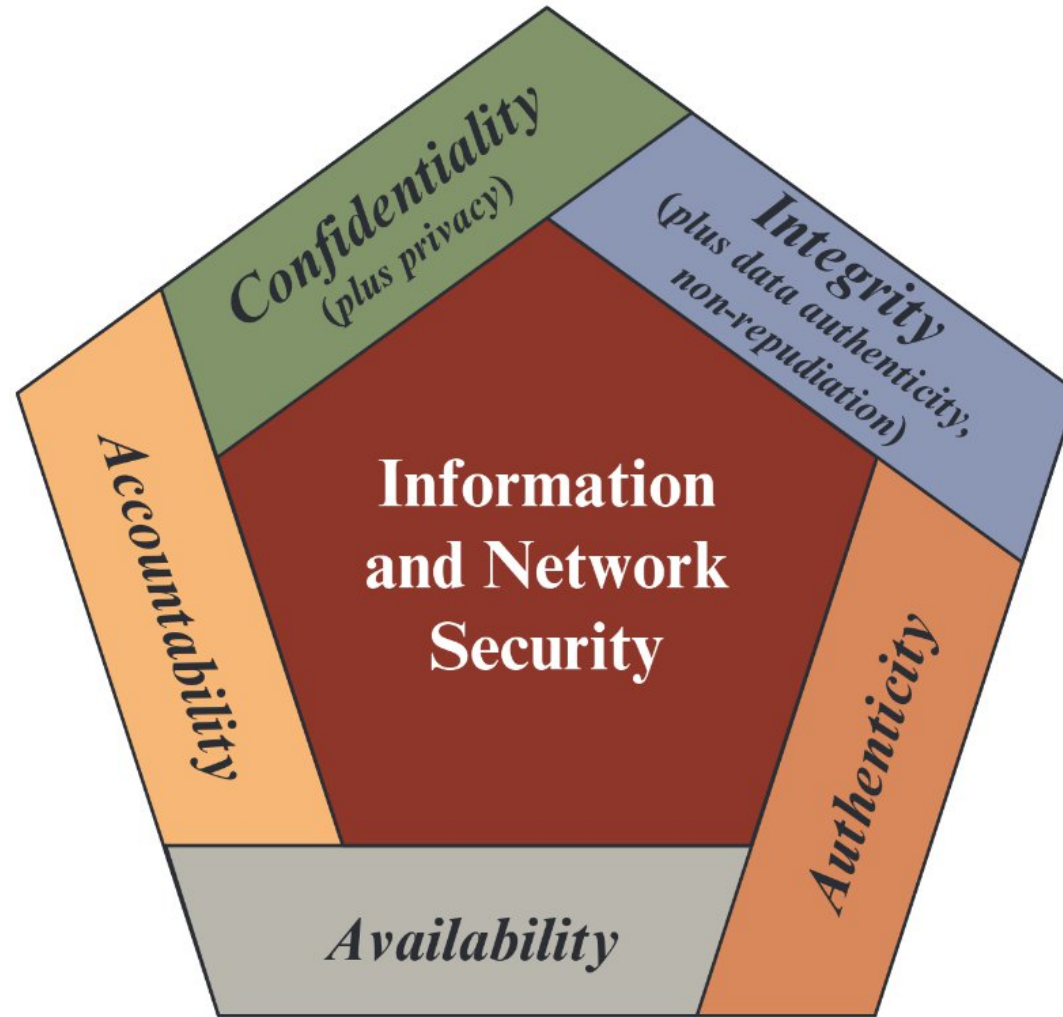 Confidentiality
(plus privacy)
Integrity
(plus data authenticity,
non-repudiation)
Accountability
Information
and Network
Security
Authenticity
Availability